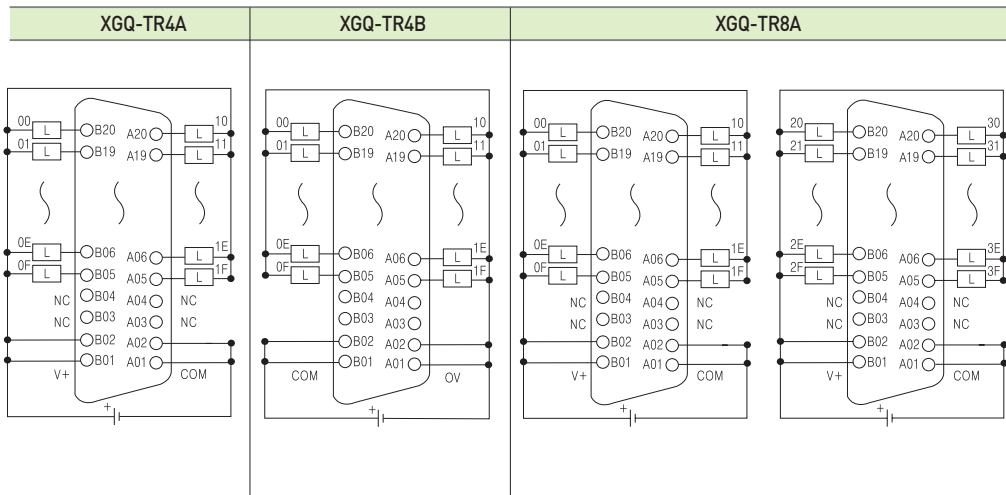 XGQ-TR4A XGQ-TR4B XGQ-TR8A
00 L B20 A20 L 10
01 L B19 A19 L 11
0E L B06 A06 L 1E
0F L B05 A05 L 1F
NC B04 A04 NC
NC B03 A03 NC
B02 A02
B01 A01
V+ COM
+
00 L B20 A20 L 10
01 L B19 A19 L 11
0E L B06 A06 L 1E
0F L B05 A05 L 1F
B04 A04
B03 A03
B02 A02
B01 A01
COM OV
+
00 L B20 A20 L 10
01 L B19 A19 L 11
0E L B06 A06 L 1E
0F L B05 A05 L 1F
NC B04 A04 NC
NC B03 A03 NC
B02 A02
B01 A01
V+ COM
+
20 L B20 A20 L 30
21 L B19 A19 L 31
2E L B06 A06 L 3E
2F L B05 A05 L 3F
NC B04 A04 NC
NC B03 A03 NC
B02 A02
B01 A01
V+ COM
+